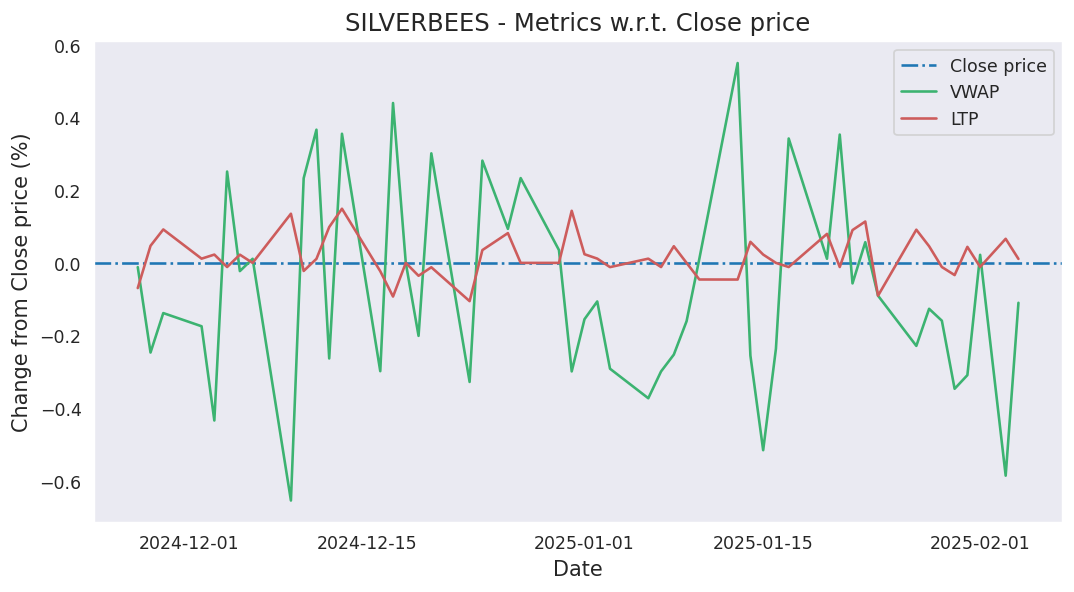 SILVERBEES - Metrics w.r.t. Close price
Change from Close price (%)
0.6
0.4
0.2
0.0
−0.2
−0.4
−0.6
Close price
VWAP
LTP
2024-12-01
2024-12-15
2025-01-01
2025-01-15
2025-02-01
Date